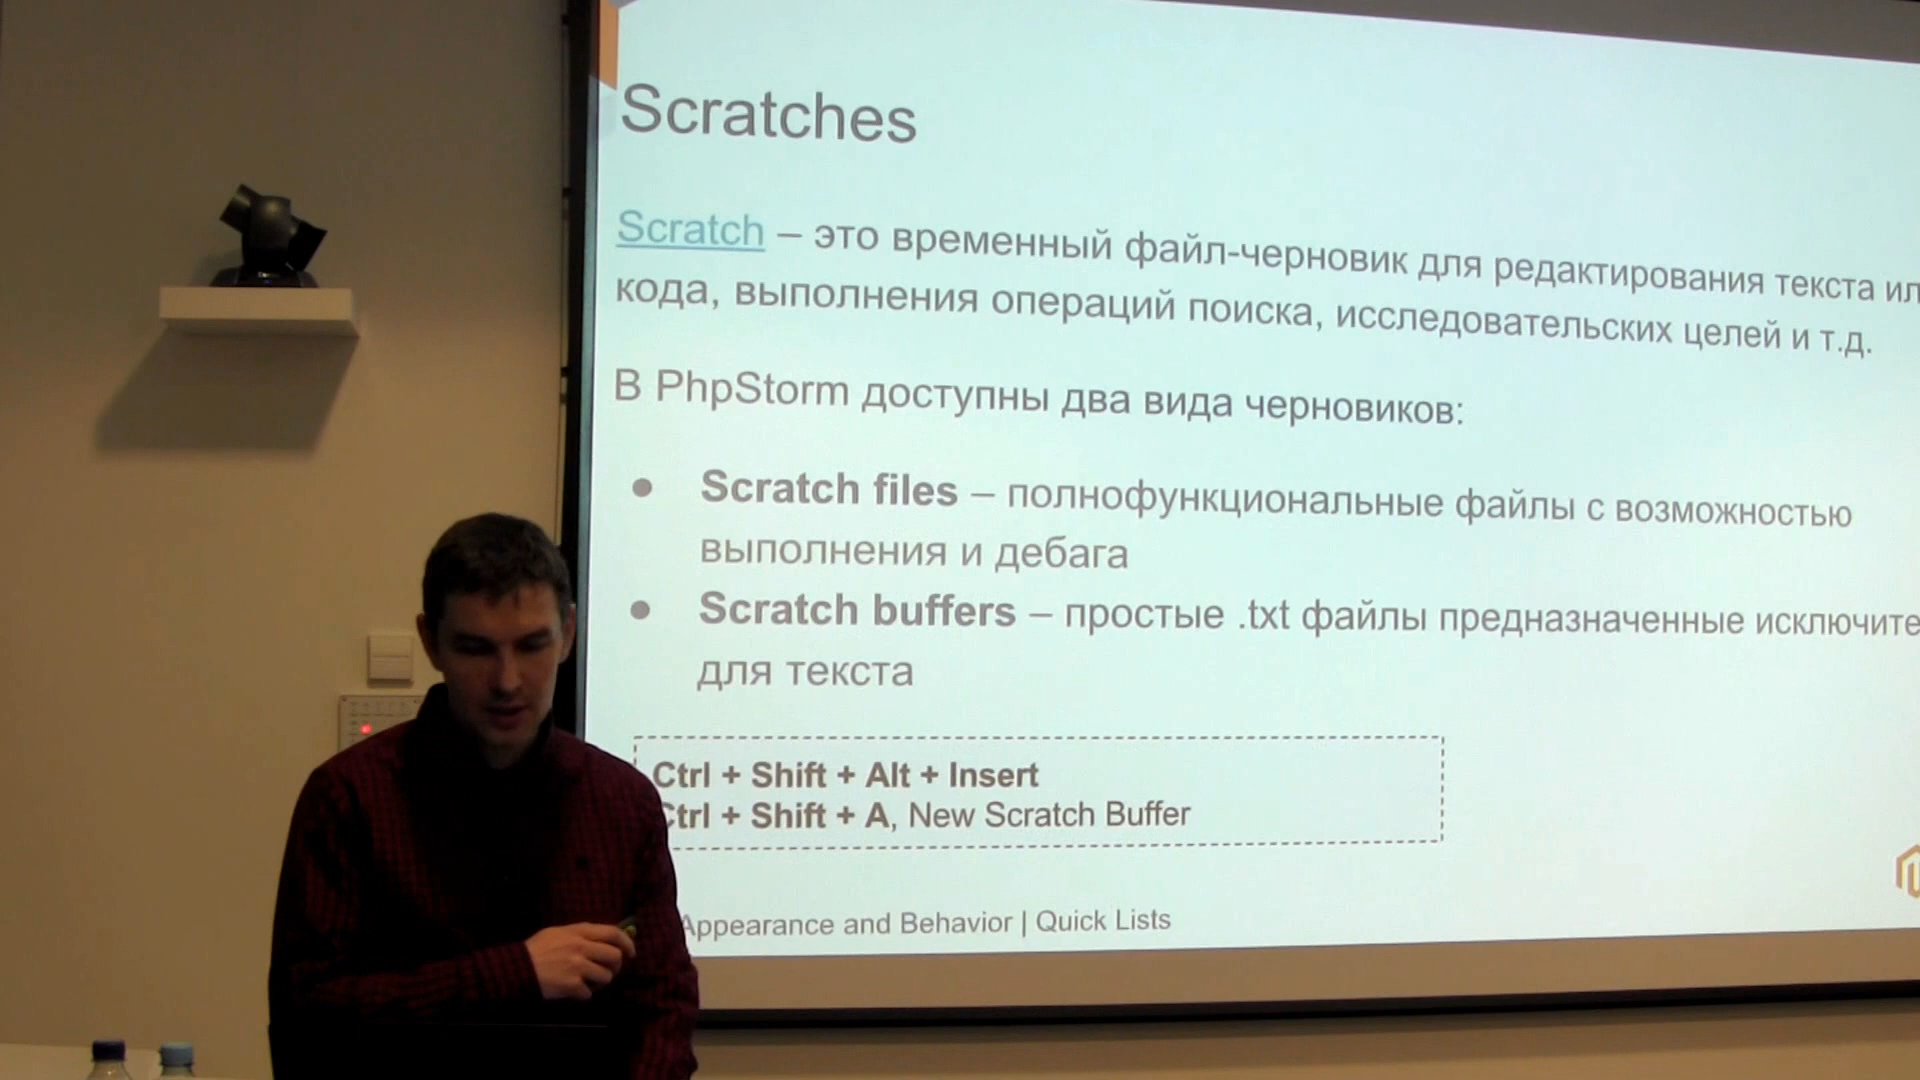 Scratches
Scratch – это временный файл-черновик для редактирования текста
кода, выполнения операций поиска, исследовательских целей и т.д.
В PhpStorm доступны два вида черновиков:
● Scratch files – полнофункциональные файлы с возможностью
выполнения и дебага
● Scratch buffers – простые .txt файлы предназначенные
для текста
Ctrl + Shift + Alt + Insert
Ctrl + Shift + A, New Scratch Buffer
Appearance and Behavior | Quick Lists